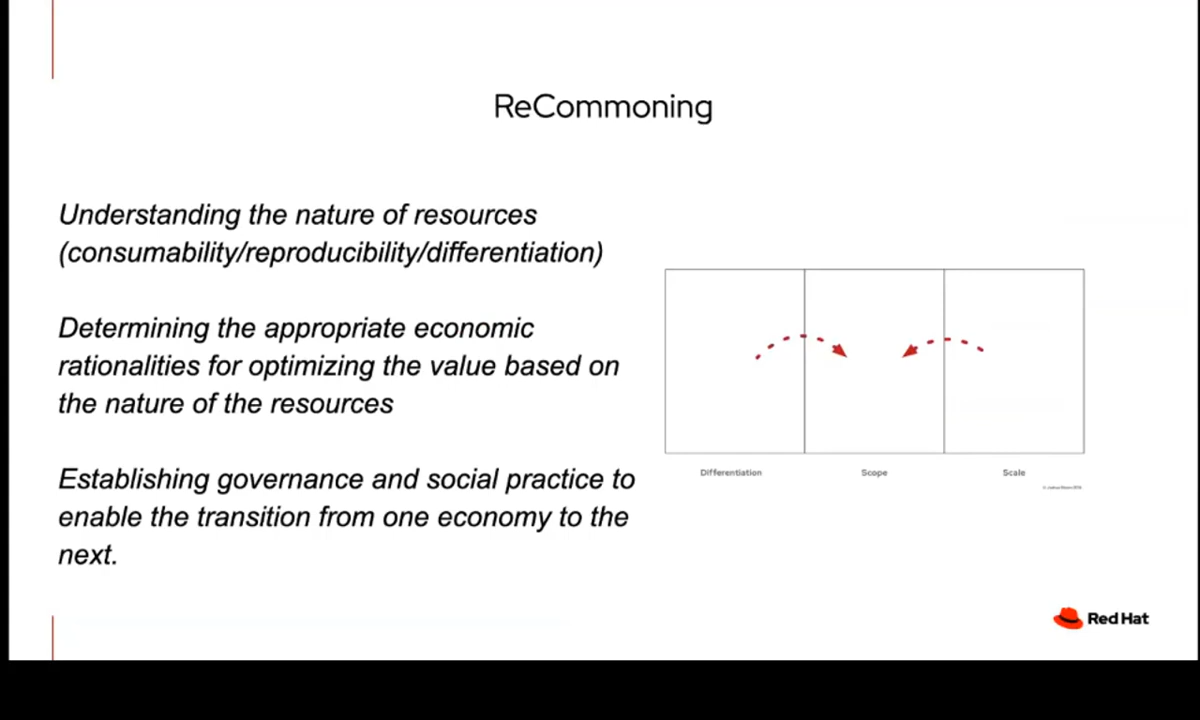 ReCommoning
Understanding the nature of resources
(consumability/reproducibility/differentiation)
Determining the appropriate economic
rationalities for optimizing the value based on
the nature of the resources
Establishing governance and social practice to
enable the transition from one economy to the
next.
Differentiation
Scope
Scale
Red Hat